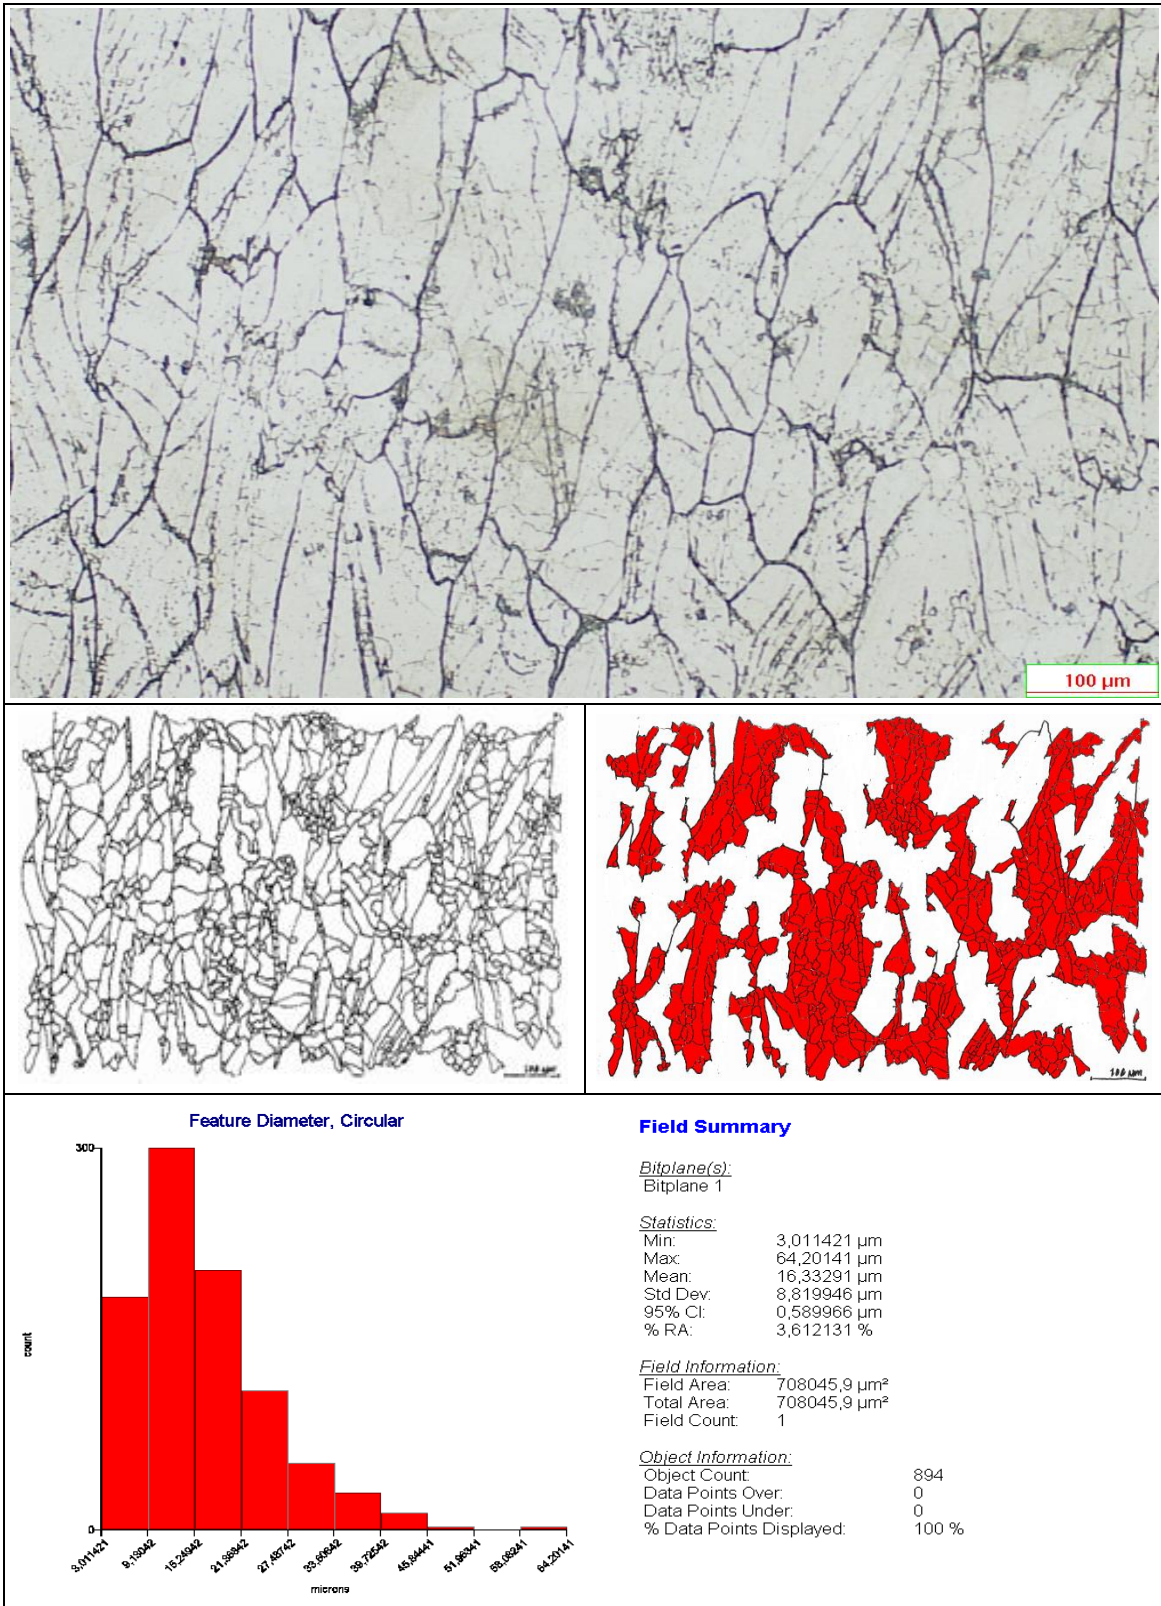 100 µm
100 µm
100 µm
Feature Diameter, Circular
300
count
0
3,011421
9,13042
15,24942
21,36842
27,48742
33,60642
39,72542
45,84441
51,96341
58,08241
64,20141
microns
Field Summary
Bitplane(s):
Bitplane 1
Statistics:
Min: 3,011421 µm
Max: 64,20141 µm
Mean: 16,33291 µm
Std Dev: 8,819946 µm
95% CI: 0,589966 µm
% RA: 3,612131 %
Field Information:
Field Area: 708045,9 µm²
Total Area: 708045,9 µm²
Field Count: 1
Object Information:
Object Count: 894
Data Points Over: 0
Data Points Under: 0
% Data Points Displayed: 100 %